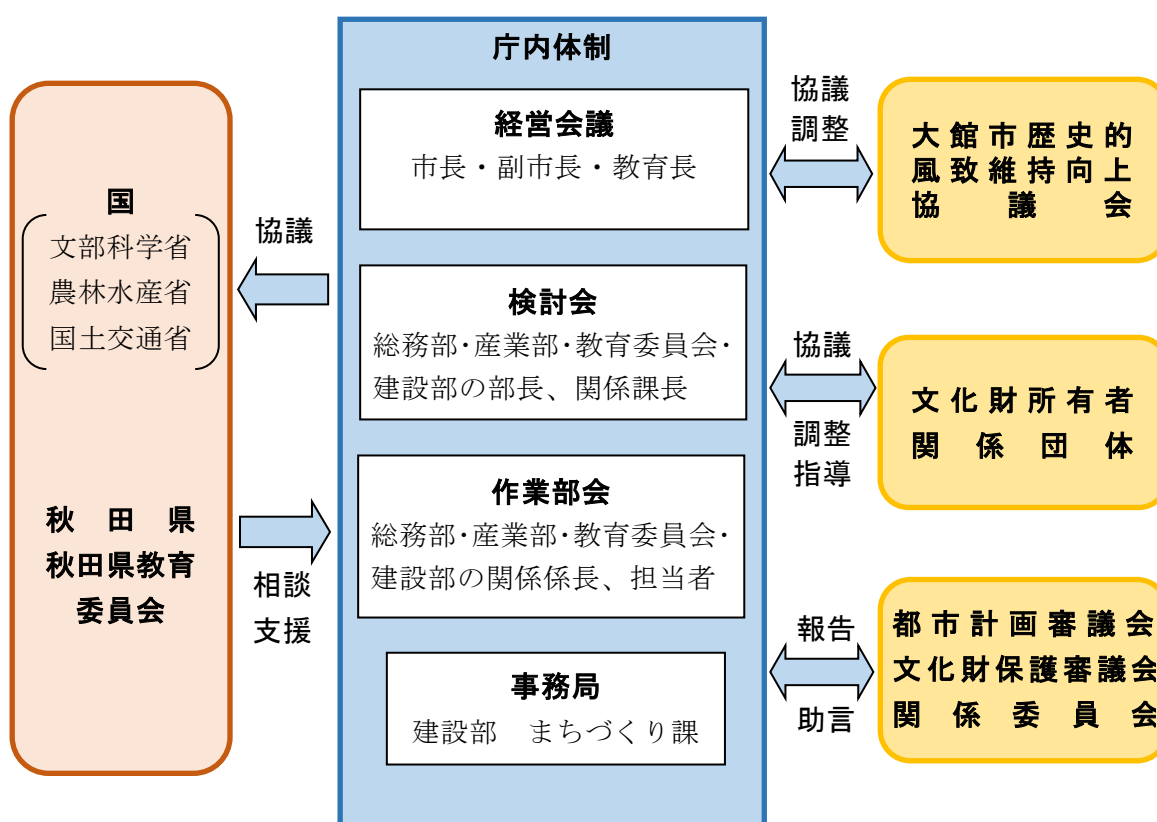 庁内体制
経営会議
市長・副市長・教育長
検討会
総務部・産業部・教育委員会・
建設部の部長、関係課長
作業部会
総務部・産業部・教育委員会・
建設部の関係係長、担当者
事務局
建設部　まちづくり課
国
文部科学省
農林水産省
国土交通省
秋田県
秋田県教育
委員会
協議
相談
支援
協議
調整
大館市歴史的
風致維持向上
協議会
協議
調整
指導
文化財所有者
関係団体
報告
助言
都市計画審議会
文化財保護審議会
関係委員会